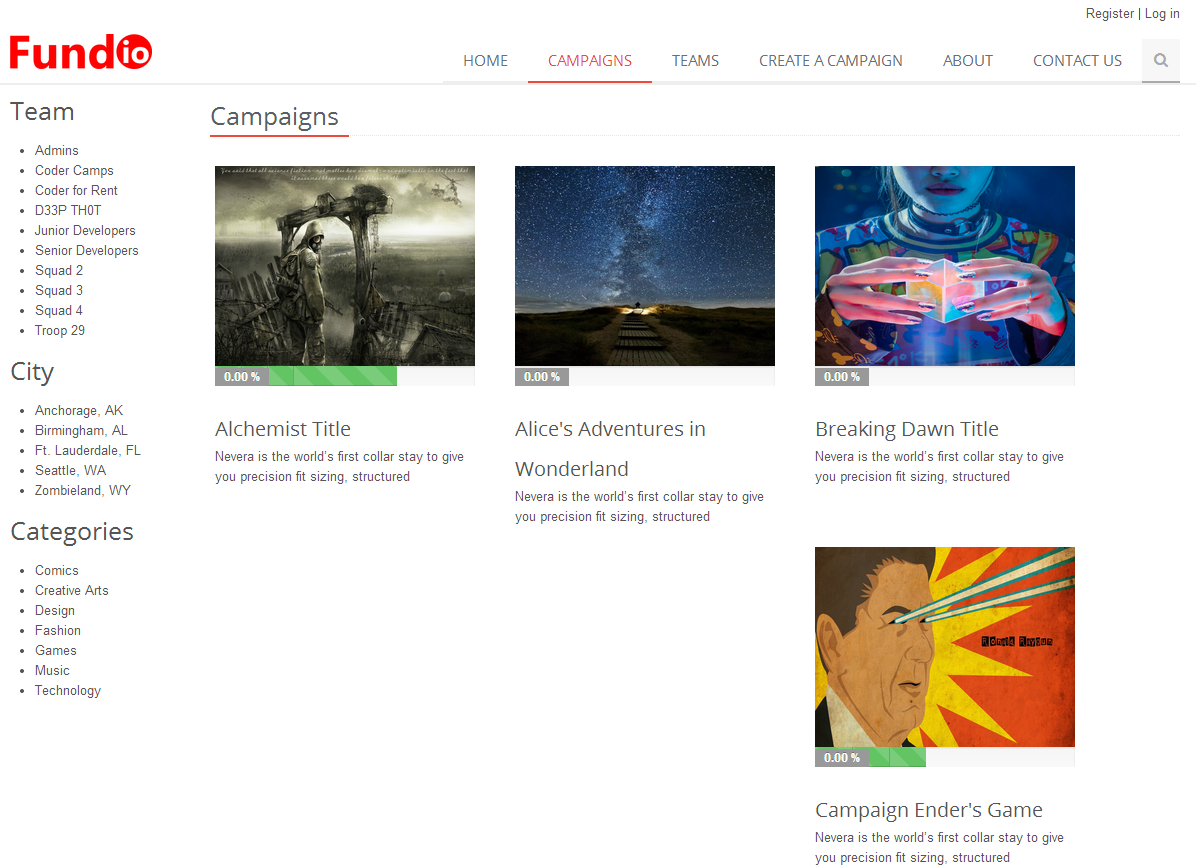 Register | Log in
Fundio
HOME CAMPAIGNS TEAMS CREATE A CAMPAIGN ABOUT CONTACT US
Team
Admins
Coder Camps
Coder for Rent
D33P TH0T
Junior Developers
Senior Developers
Squad 2
Squad 3
Squad 4
Troop 29
City
Anchorage, AK
Birmingham, AL
Ft. Lauderdale, FL
Seattle, WA
Zombieland, WY
Categories
Comics
Creative Arts
Design
Fashion
Games
Music
Technology
Campaigns
0.00 %
Alchemist Title
Nevera is the world’s first collar stay to give
you precision fit sizing, structured
0.00 %
Alice's Adventures in
Wonderland
Nevera is the world’s first collar stay to give
you precision fit sizing, structured
0.00 %
Breaking Dawn Title
Nevera is the world’s first collar stay to give
you precision fit sizing, structured
Ronald Raygun
0.00 %
Campaign Ender's Game
Nevera is the world’s first collar stay to give
you precision fit sizing, structured